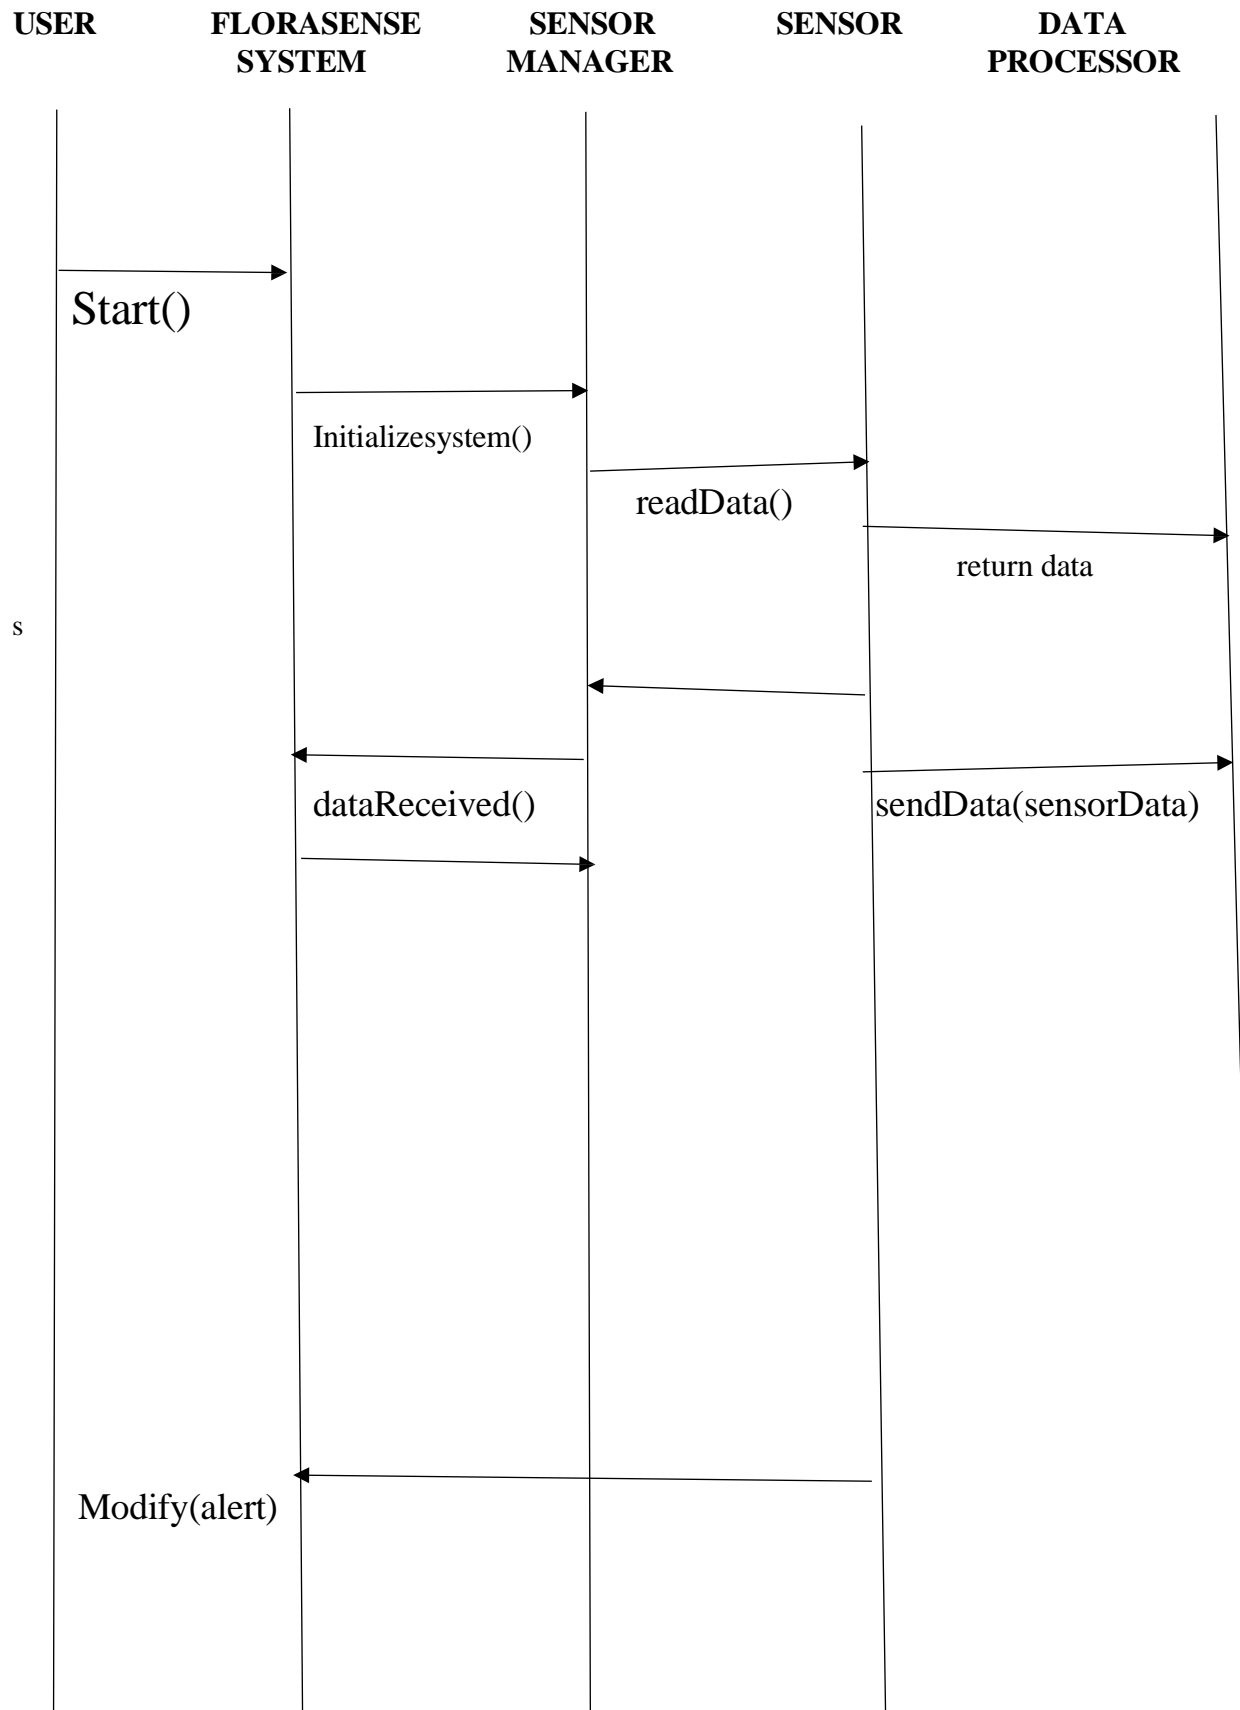 USER
FLORASENSE
SYSTEM
SENSOR
MANAGER
SENSOR
DATA
PROCESSOR
Start()
Initializesystem()
readData()
return data
s
dataReceived()
sendData(sensorData)
Modify(alert)